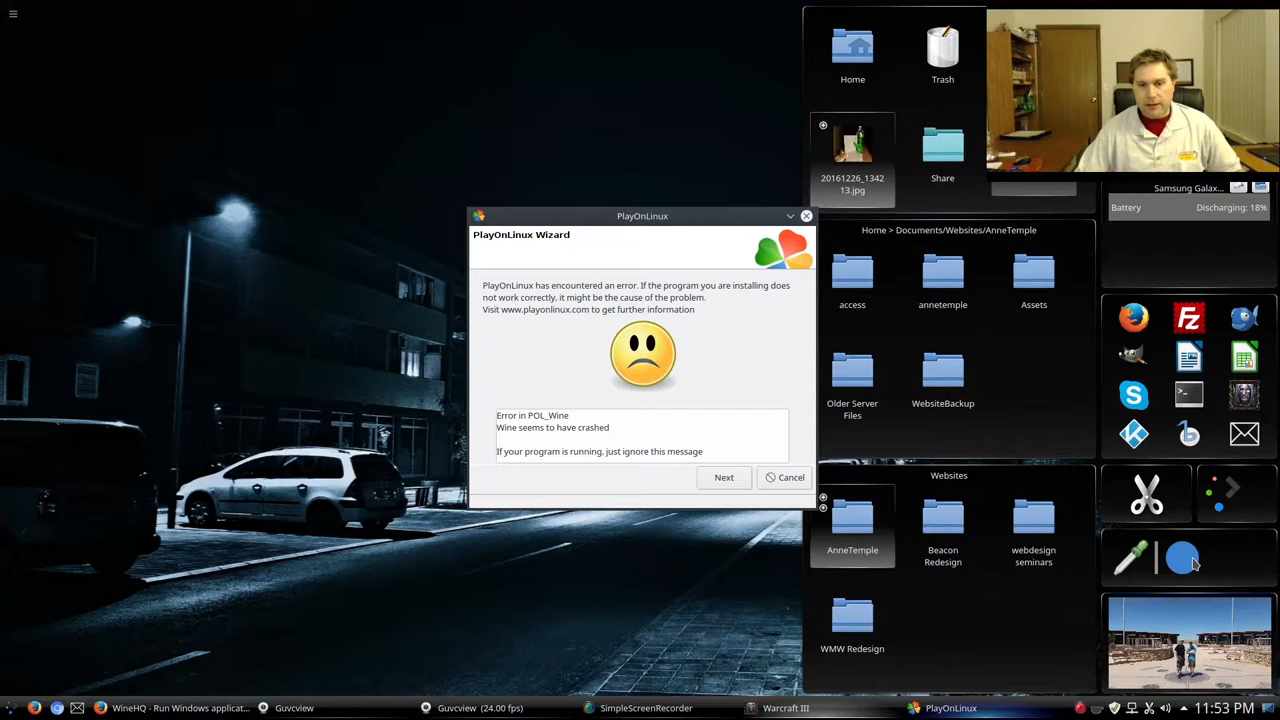 Home
Trash
20161226_1342
13.jpg
Share
Samsung Galax...
Battery
Discharging: 18%
PlayOnLinux
PlayOnLinux Wizard
PlayOnLinux has encountered an error. If the program you are installing does
not work correctly, it might be the cause of the problem.
Visit www.playonlinux.com to get further information
Error in POL_Wine
Wine seems to have crashed
If your program is running, just ignore this message
Next
Cancel
Home > Documents/Websites/AnneTemple
access
annetemple
Assets
Older Server
Files
WebsiteBackup
Fz
Websites
AnneTemple
Beacon
Redesign
webdesign
seminars
WMW Redesign
WineHQ - Run Windows applicat...
Guvcview
Guvcview (24.00 fps)
SimpleScreenRecorder
Warcraft III
PlayOnLinux
11:53 PM